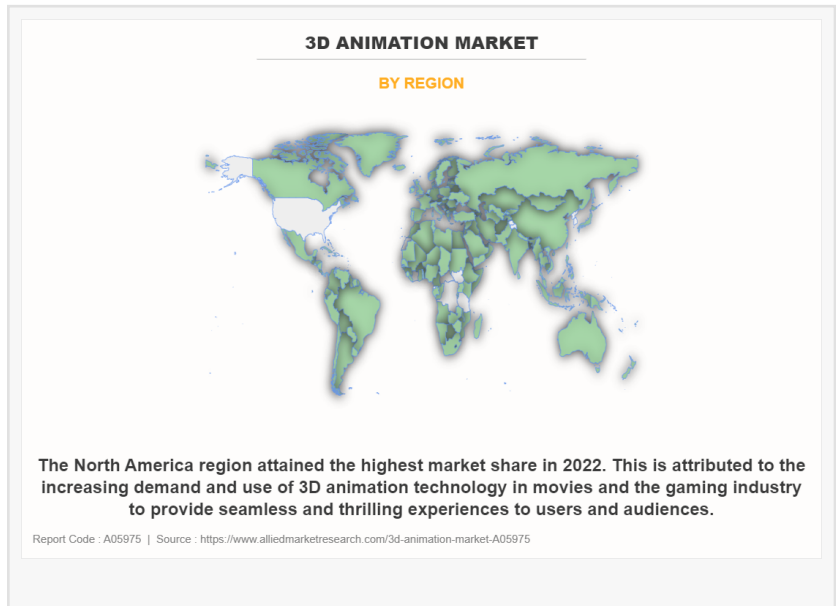 3D ANIMATION MARKET
BY REGION
The North America region attained the highest market share in 2022. This is attributed to the
increasing demand and use of 3D animation technology in movies and the gaming industry
to provide seamless and thrilling experiences to users and audiences.
Report Code : A05975 | Source : https://www.alliedmarketresearch.com/3d-animation-market-A05975